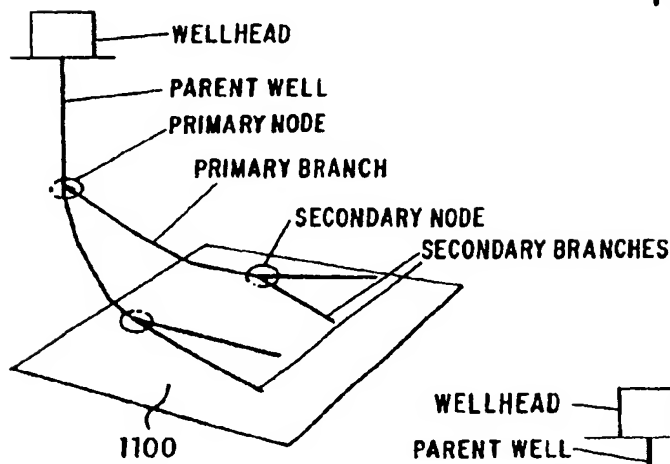 WELLHEAD
PARENT WELL
PRIMARY NODE
PRIMARY BRANCH
SECONDARY NODE
SECONDARY BRANCHES
1100
WELLHEAD
PARENT WELL